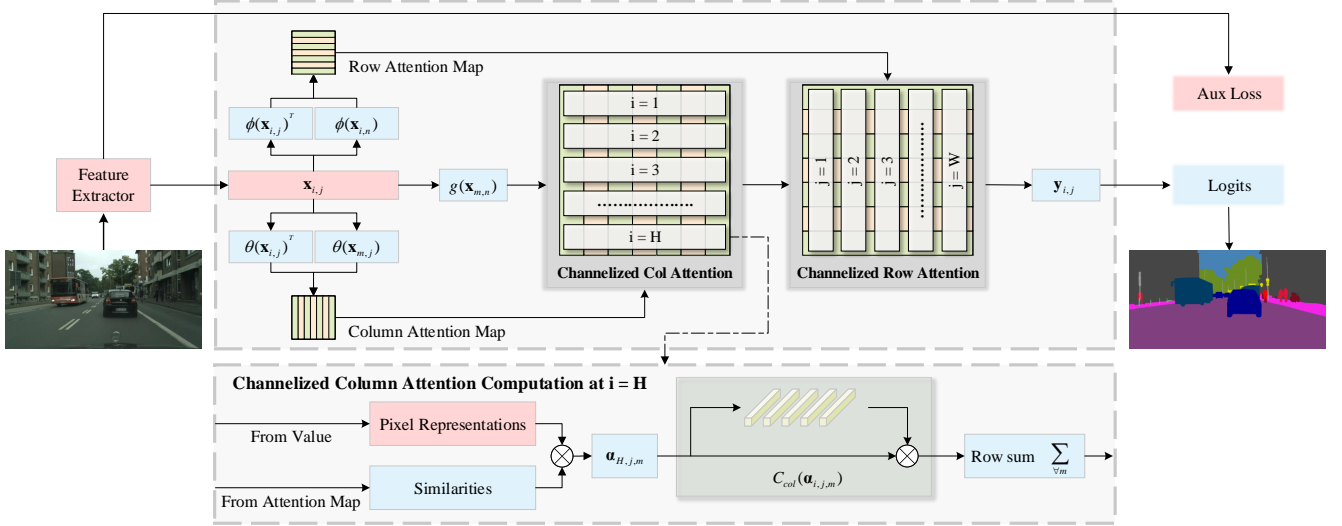 Row Attention Map
Aux Loss
ϕ(x_{i,j})^T
ϕ(x_{i,n})
i = 1
i = 2
i = 3
....................
i = H
j = 1
j = 2
j = 3
....................
j = W
Feature
Extractor
x_{i,j}
g(x_{m,n})
y_{i,j}
Logits
θ(x_{i,j})^T
θ(x_{m,j})
Channelized Col Attention
Channelized Row Attention
Column Attention Map
Channelized Column Attention Computation at i = H
Pixel Representations
From Value
α_{H,j,m}
Row sum ∑_{∀m}
C_{col}(α_{i,j,m})
Similarities
From Attention Map